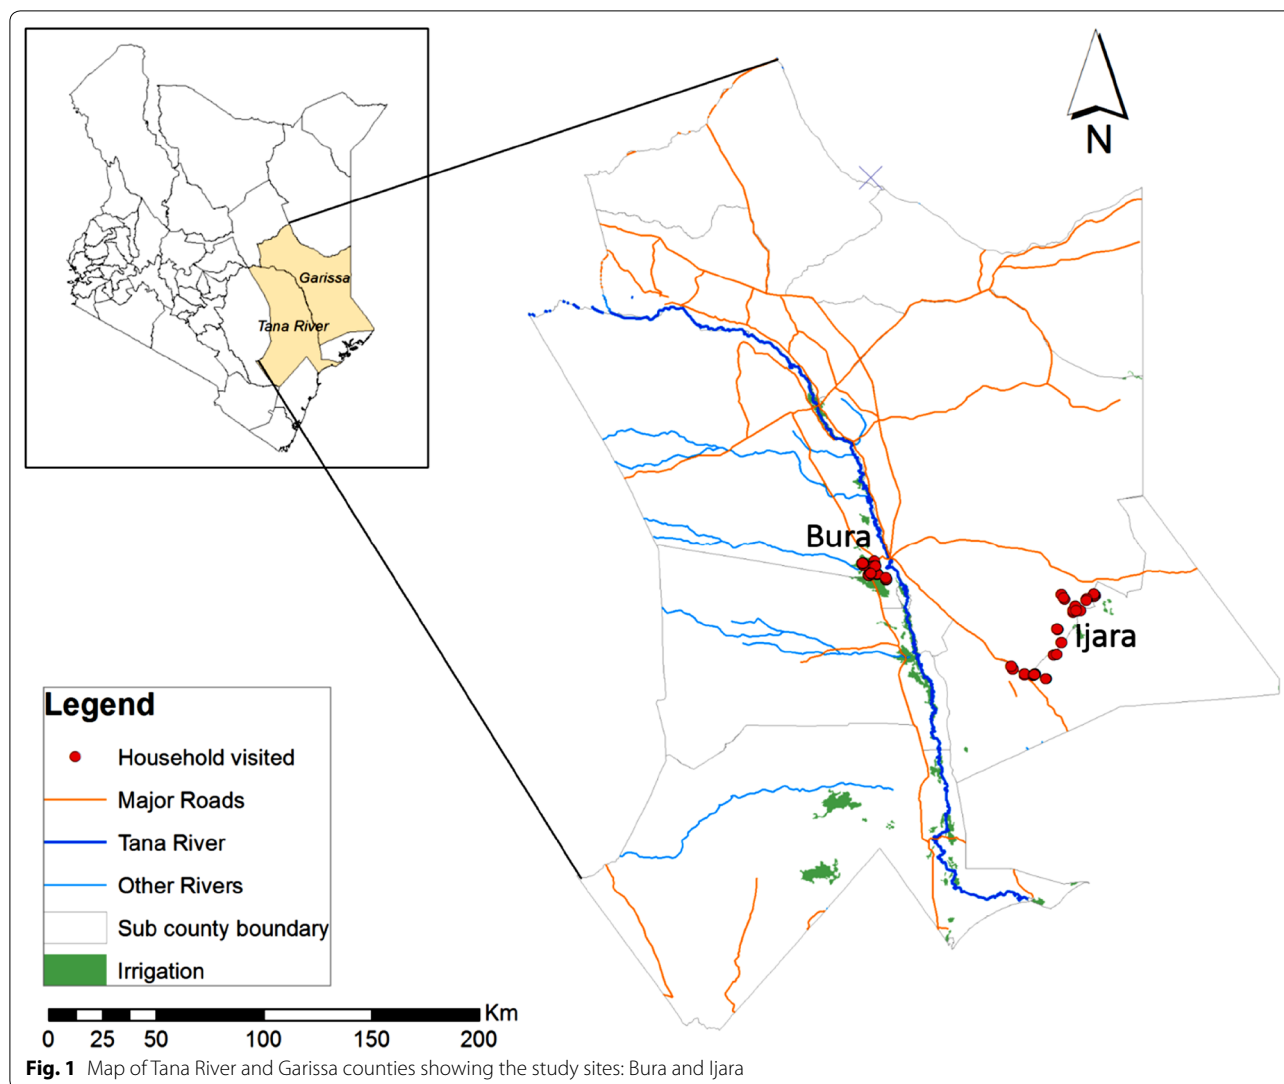 Garissa
Tana River
N
Bura
Ijara
Legend
Household visited
Major Roads
Tana River
Other Rivers
Sub county boundary
Irrigation
Km
0 25 50 100 150 200
Fig. 1 Map of Tana River and Garissa counties showing the study sites: Bura and Ijara